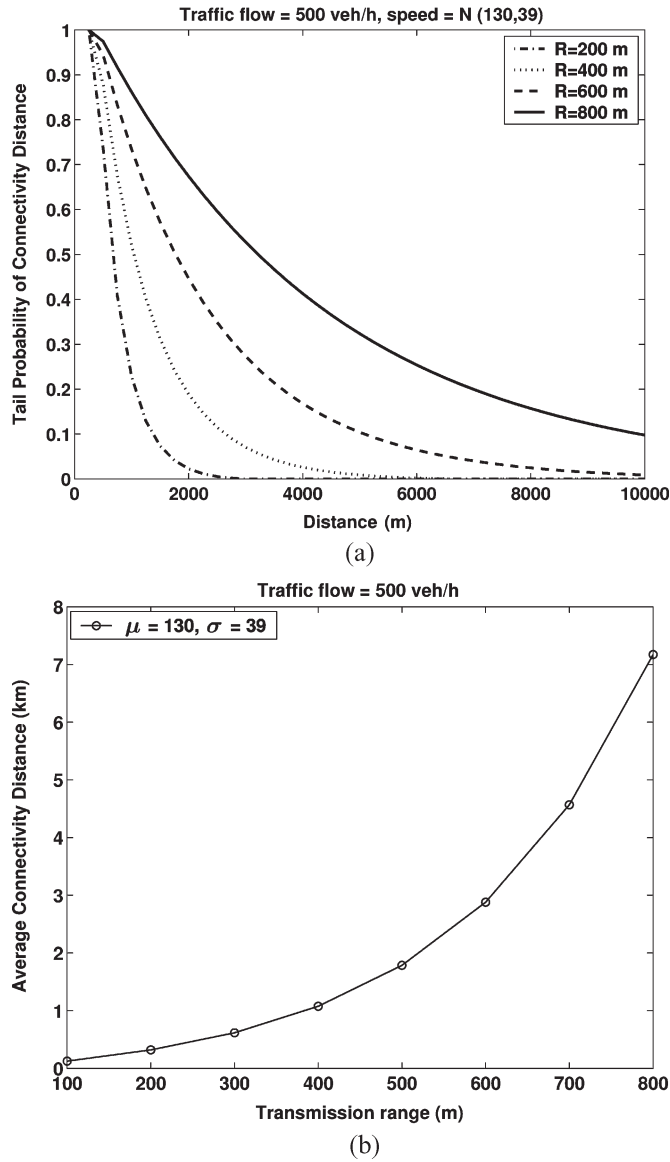 Traffic flow = 500 veh/h, speed = N (130,39)
R=200 m
R=400 m
R=600 m
R=800 m
1
0.9
0.8
0.7
0.6
0.5
0.4
0.3
0.2
0.1
0
Tail Probability of Connectivity Distance
0 2000 4000 6000 8000 10000
Distance (m)
(a)
Traffic flow = 500 veh/h
μ = 130, σ = 39
8
7
6
5
4
3
2
1
0
Average Connectivity Distance (km)
100 200 300 400 500 600 700 800
Transmission range (m)
(b)